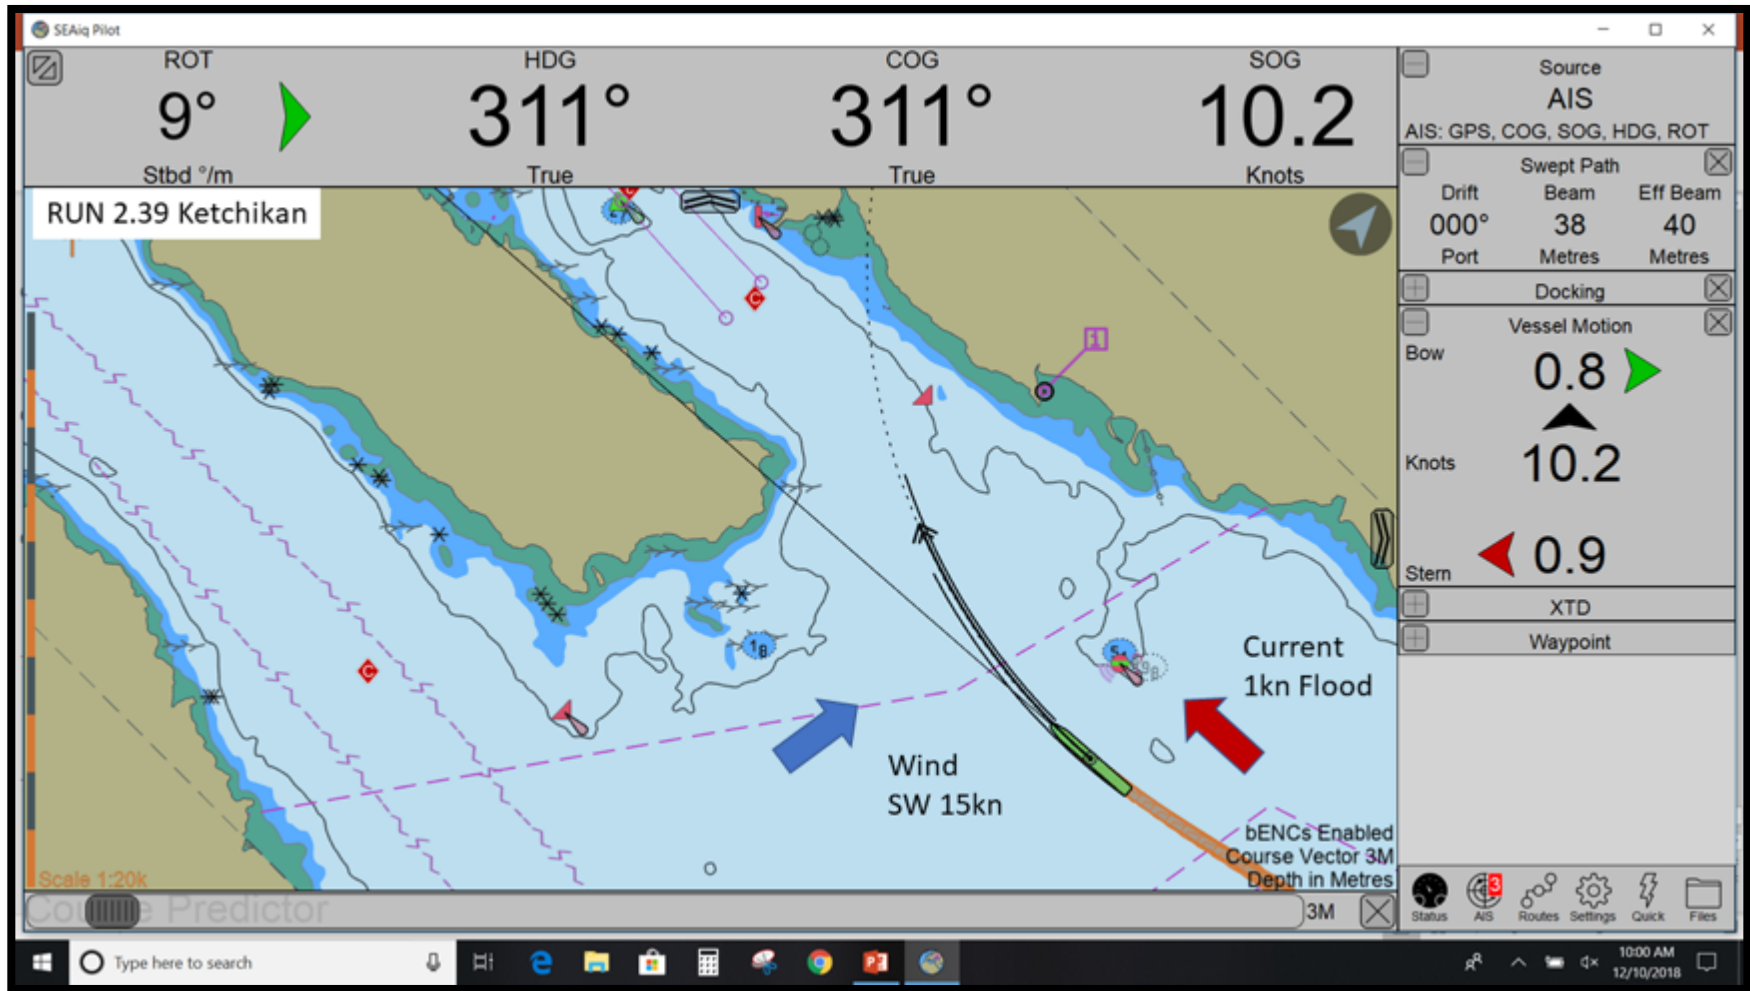 SEAiq Pilot
ROT
HDG
COG
SOG
9°
311°
311°
10.2
Stbd °/m
True
True
Knots
RUN 2.39 Ketchikan
1
Current
1kn Flood
Wind
SW 15kn
bENCs Enabled
Course Vector 3M
Depth in Metres
Scale 1:20k
Course Predictor
3M
Source
AIS
AIS: GPS, COG, SOG, HDG, ROT
Swept Path
Drift Beam Eff Beam
000° 38 40
Port Metres Metres
Docking
Vessel Motion
Bow
0.8
Knots 10.2
Stern 0.9
XTD
Waypoint
3
Status AIS Routes Settings Quick Files
Type here to search
10:00 AM
12/10/2018